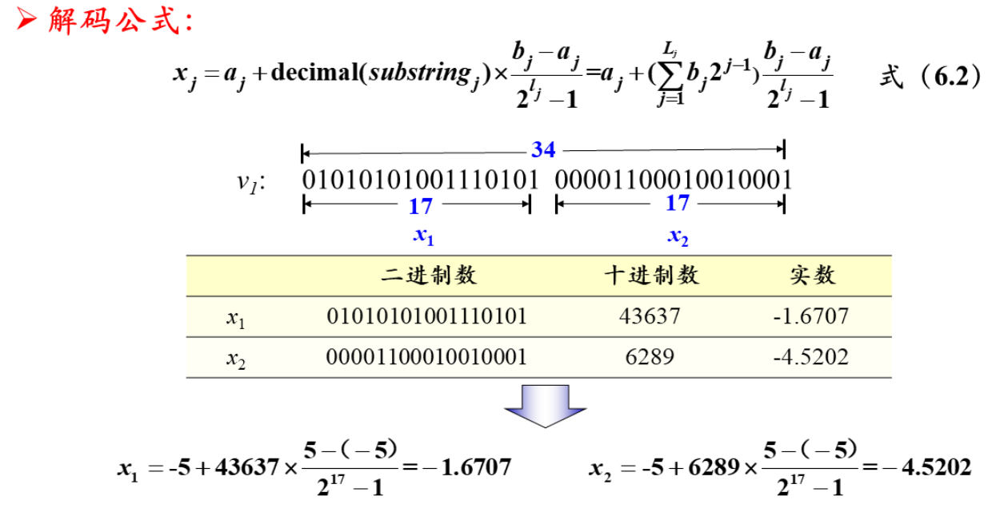 ➢ 解码公式：
x_j = a_j + decimal(substring_j) × \frac{b_j - a_j}{2^{l_j} - 1} = a_j + (\sum_{j=1}^{L_j} b_j 2^{j-1}) \frac{b_j - a_j}{2^{l_j} - 1} 式（6.2）
34
v_1: 01010101001110101 00001100010010001
17 17
x_1 x_2
二进制数 十进制数 实数
x_1 01010101001110101 43637 -1.6707
x_2 00001100010010001 6289 -4.5202
x_1 = -5 + 43637 × \frac{5 -（-5）}{2^{17} - 1} = -1.6707 x_2 = -5 + 6289 × \frac{5 -（-5）}{2^{17} - 1} = -4.5202